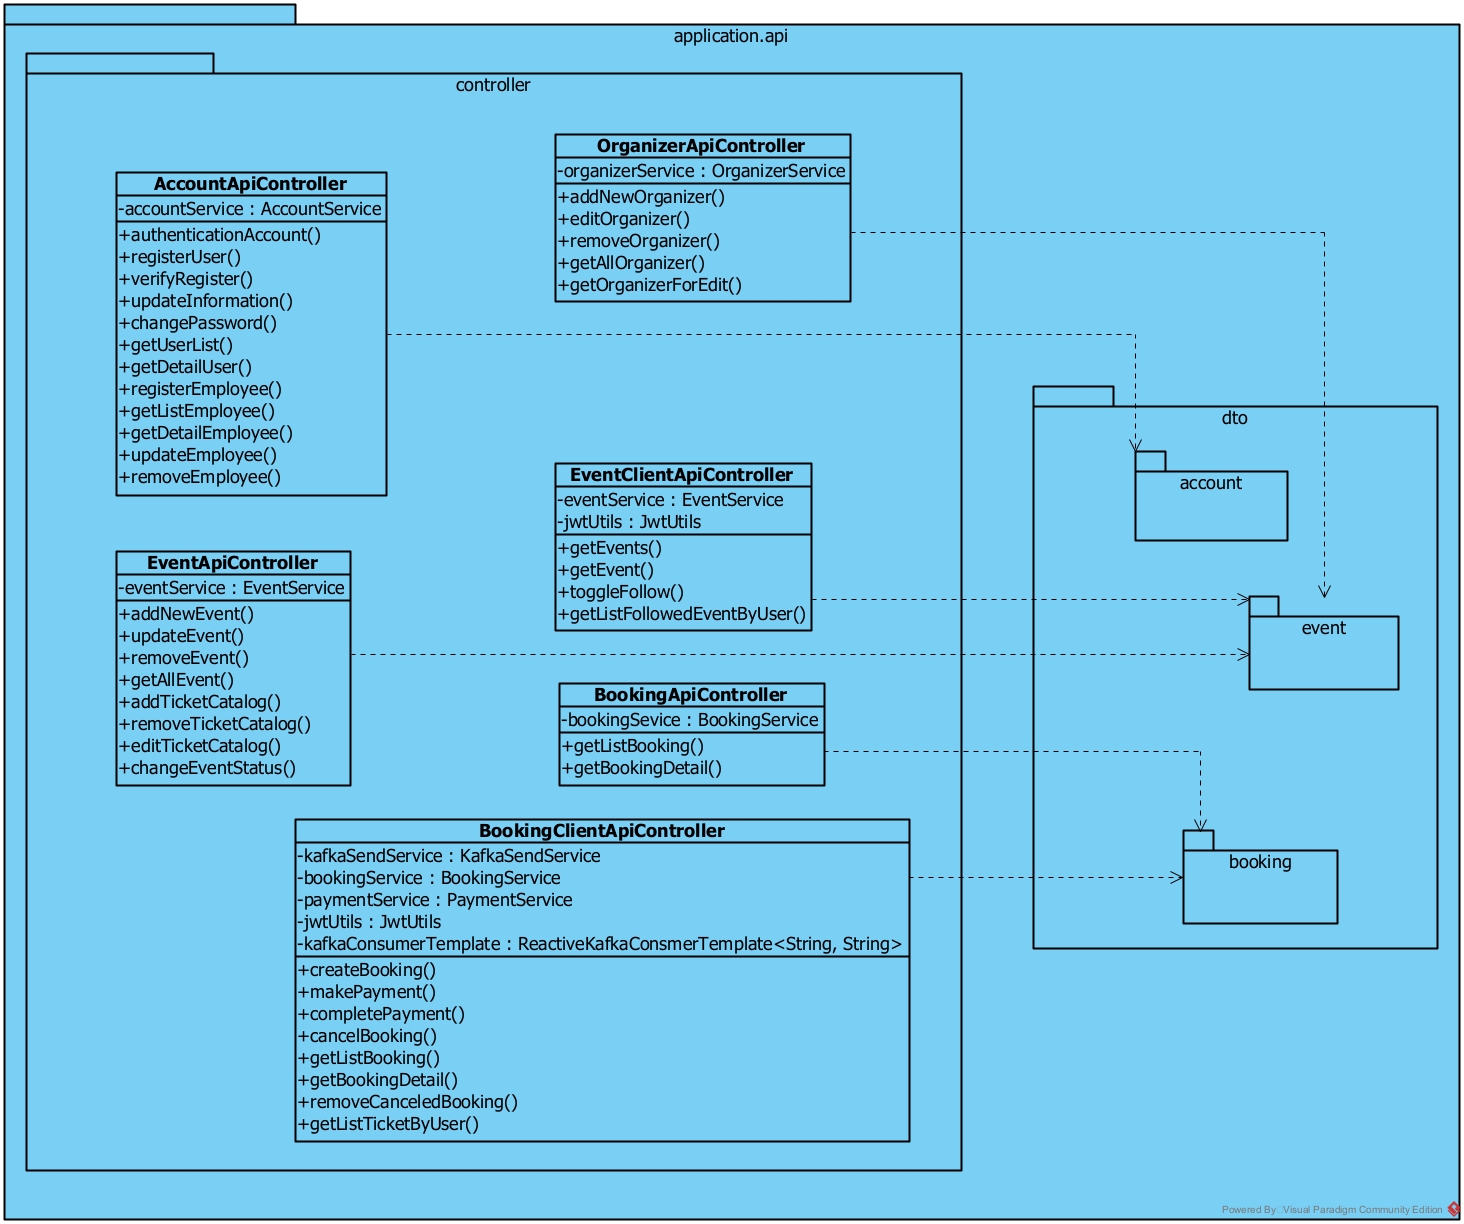 application.api
controller
OrganizerApiController
-organizerService : OrganizerService
+addNewOrganizer()
+editOrganizer()
+removeOrganizer()
+getAllOrganizer()
+getOrganizerForEdit()
AccountApiController
-accountService : AccountService
+authenticationAccount()
+registerUser()
+verifyRegister()
+updateInformation()
+changePassword()
+getUserList()
+getDetailUser()
+registerEmployee()
+getListEmployee()
+getDetailEmployee()
+updateEmployee()
+removeEmployee()
dto
account
EventClientApiController
-eventService : EventService
-jwtUtils : JwtUtils
+getEvents()
+getEvent()
+toggleFollow()
+getListFollowedEventByUser()
event
EventApiController
-eventService : EventService
+addNewEvent()
+updateEvent()
+removeEvent()
+getAllEvent()
+addTicketCatalog()
+removeTicketCatalog()
+editTicketCatalog()
+changeEventStatus()
BookingApiController
-bookingSevice : BookingService
+getListBooking()
+getBookingDetail()
booking
BookingClientApiController
-kafkaSendService : KafkaSendService
-bookingService : BookingService
-paymentService : PaymentService
-jwtUtils : JwtUtils
-kafkaConsumerTemplate : ReactiveKafkaConsmerTemplate<String, String>
+createBooking()
+makePayment()
+completePayment()
+cancelBooking()
+getListBooking()
+getBookingDetail()
+removeCanceledBooking()
+getListTicketByUser()
Powered By: Visual Paradigm Community Edition